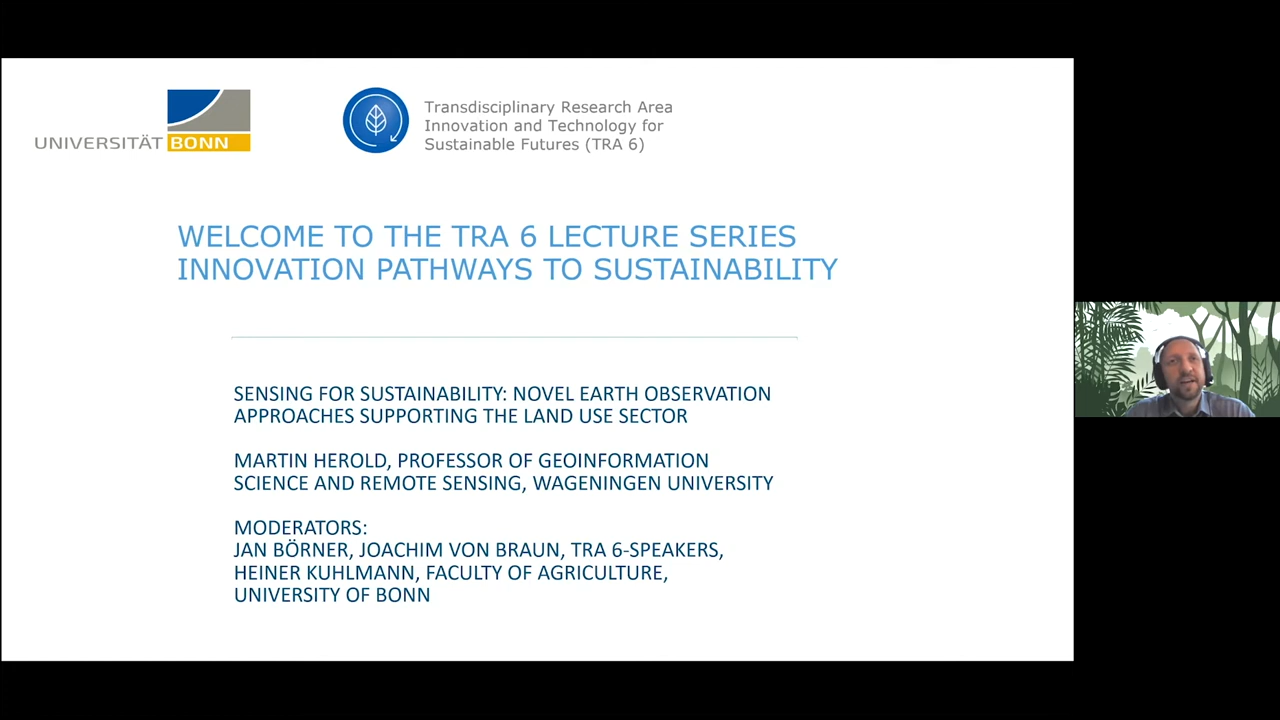 UNIVERSITÄT BONN
Transdisciplinary Research Area
Innovation and Technology for
Sustainable Futures (TRA 6)
WELCOME TO THE TRA 6 LECTURE SERIES
INNOVATION PATHWAYS TO SUSTAINABILITY
SENSING FOR SUSTAINABILITY: NOVEL EARTH OBSERVATION
APPROACHES SUPPORTING THE LAND USE SECTOR
MARTIN HEROLD, PROFESSOR OF GEOINFORMATION
SCIENCE AND REMOTE SENSING, WAGENINGEN UNIVERSITY
MODERATORS:
JAN BÖRNER, JOACHIM VON BRAUN, TRA 6-SPEAKERS,
HEINER KUHLMANN, FACULTY OF AGRICULTURE,
UNIVERSITY OF BONN